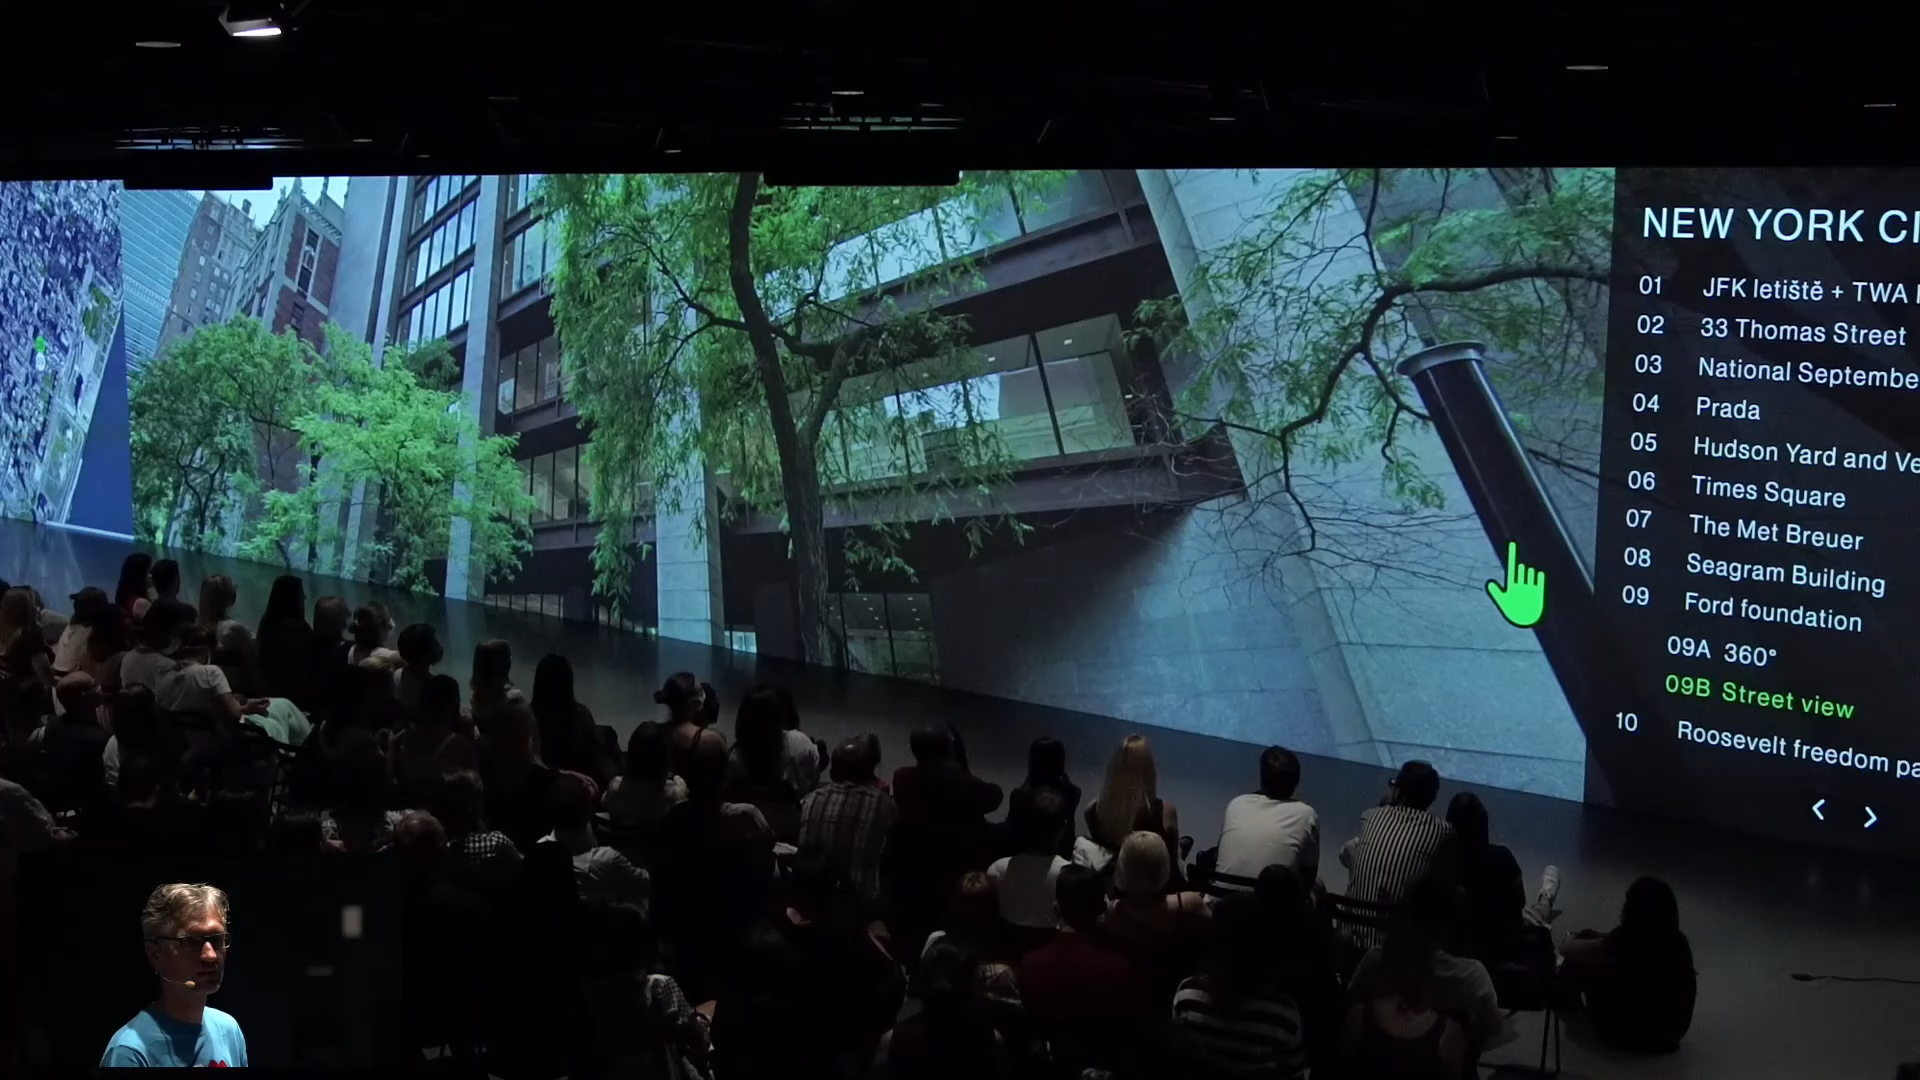 NEW YORK CI
01 JFK letiště + TWA
02 33 Thomas Street
03 National Septembe
04 Prada
05 Hudson Yard and Ve
06 Times Square
07 The Met Breuer
08 Seagram Building
09 Ford foundation
09A 360°
09B Street view
10 Roosevelt freedom pa
< >